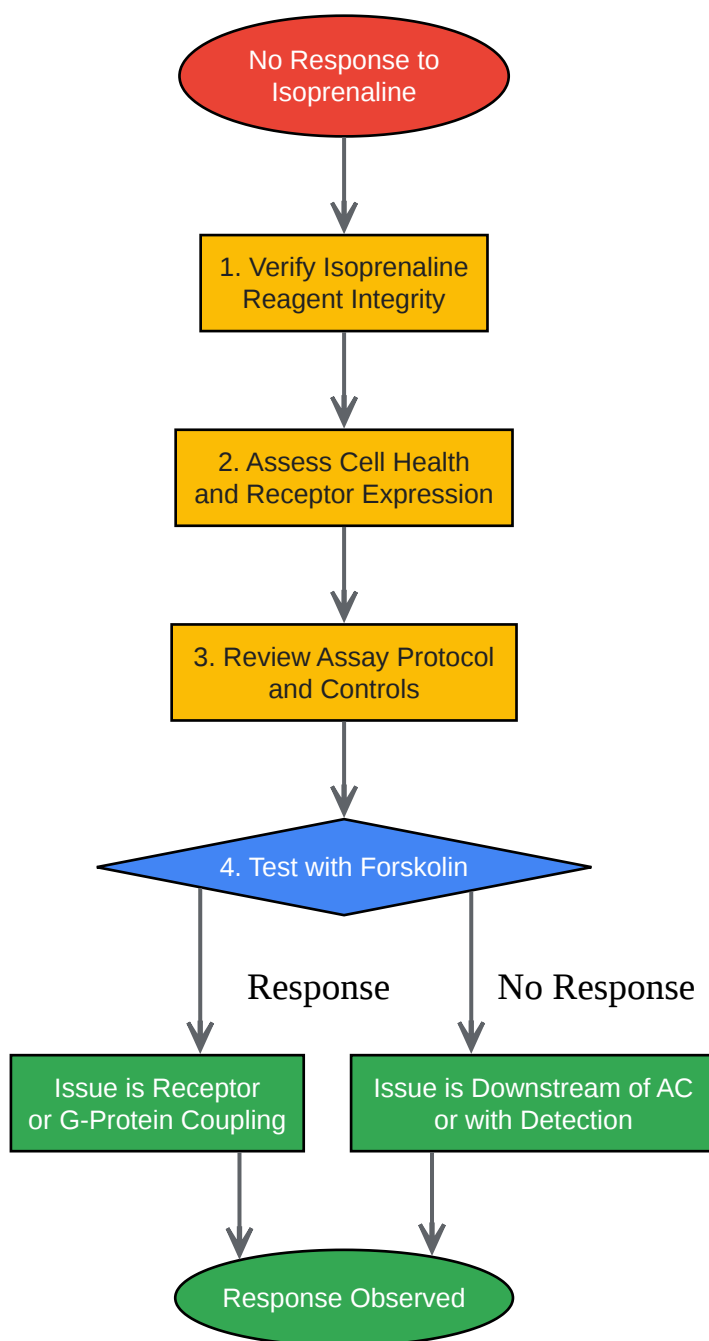 No Response to
Isoprenaline
1. Verify Isoprenaline
Reagent Integrity
2. Assess Cell Health
and Receptor Expression
3. Review Assay Protocol
and Controls
4. Test with Forskolin
Response
No Response
Issue is Receptor
or G-Protein Coupling
Issue is Downstream of AC
or with Detection
Response Observed